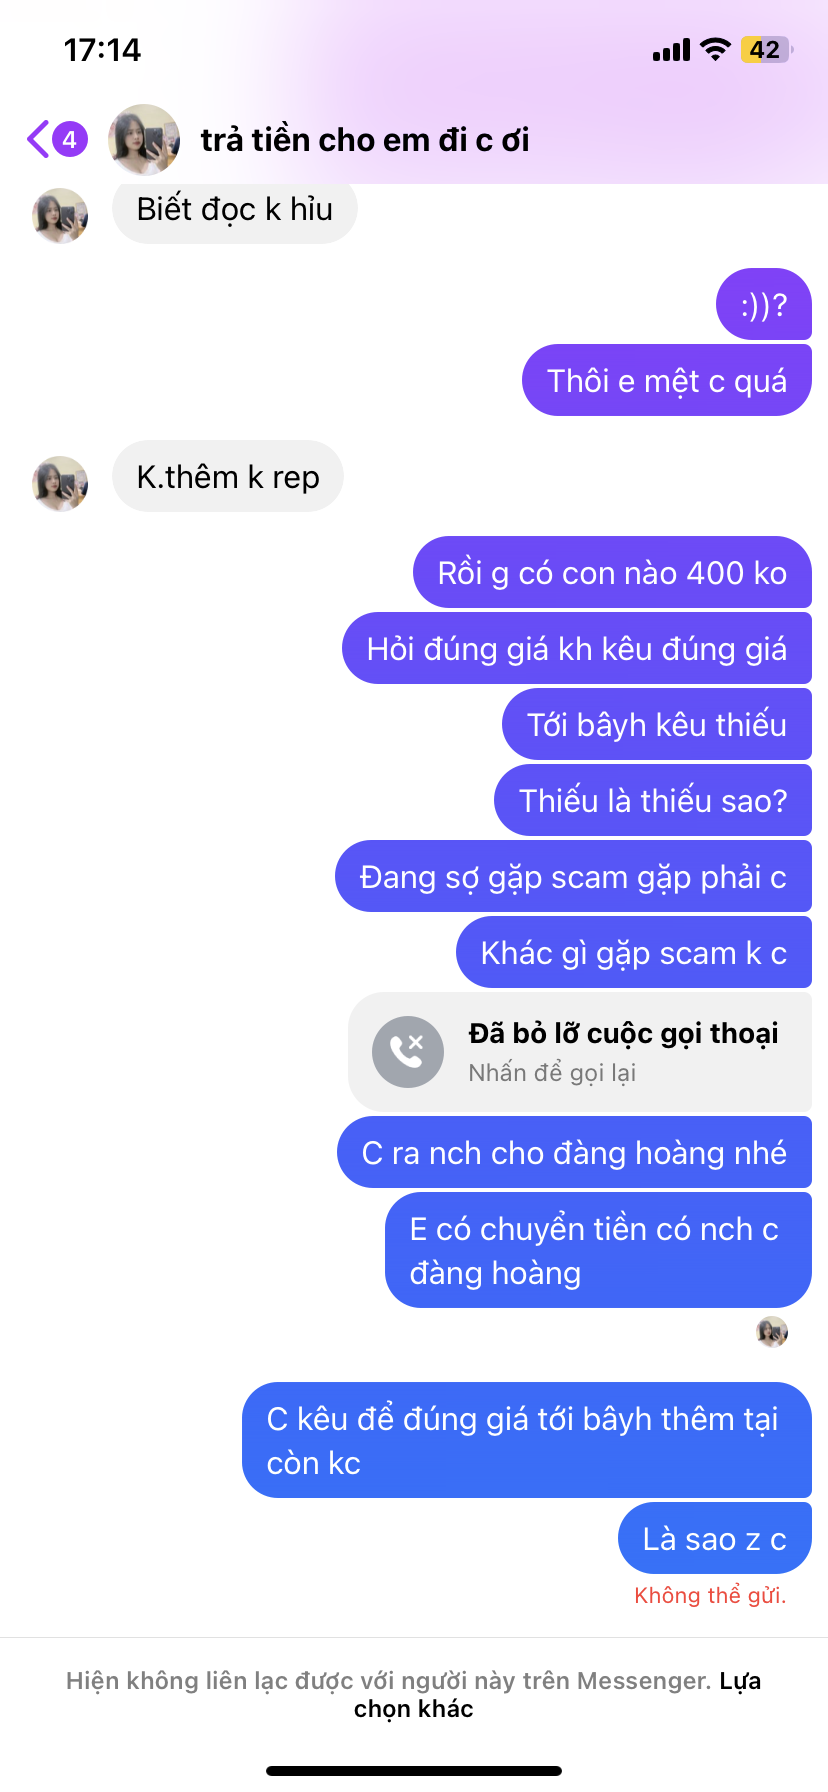 17:14
42
4
trả tiền cho em đi c ơi
Biết đọc k hỉu
:))?
Thôi e mệt c quá
K.thêm k rep
Rồi g có con nào 400 ko
Hỏi đúng giá kh kêu đúng giá
Tới bâyh kêu thiếu
Thiếu là thiếu sao?
Đang sợ gặp scam gặp phải c
Khác gì gặp scam k c
Đã bỏ lỡ cuộc gọi thoại
Nhấn để gọi lại
C ra nch cho đàng hoàng nhé
E có chuyển tiền có nch c
đàng hoàng
C kêu để đúng giá tới bâyh thêm tại
còn kc
Là sao z c
Không thể gửi.
Hiện không liên lạc được với người này trên Messenger. Lựa
chọn khác